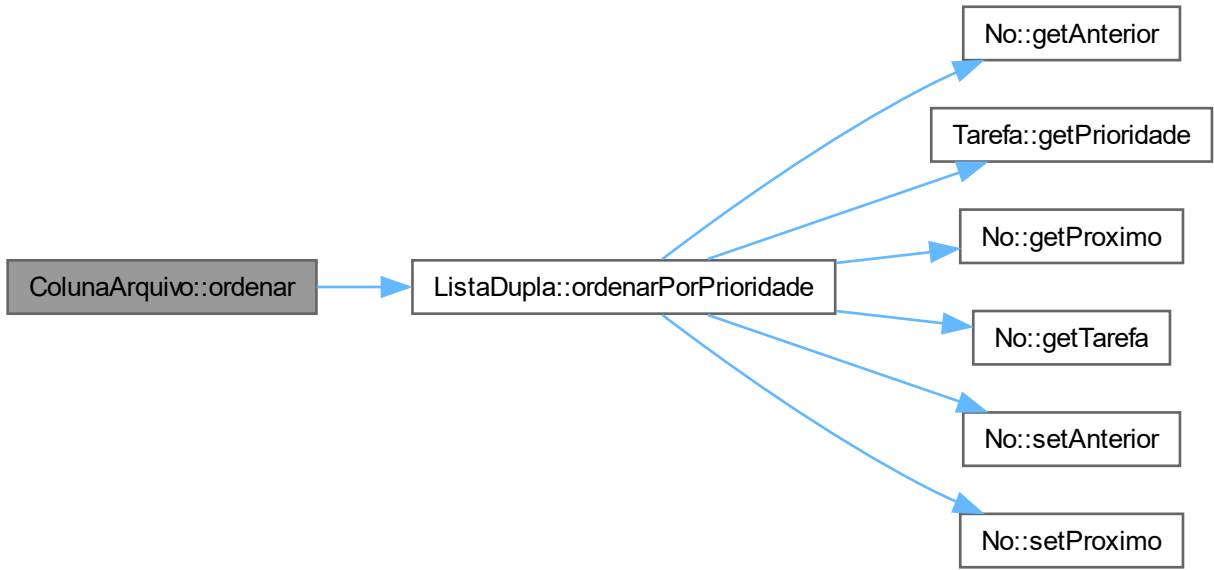 ColunaArquivo::ordenar
ListaDupla::ordenarPorPrioridade
No::getAnterior
Tarefa::getPrioridade
No::getProximo
No::getTarefa
No::setAnterior
No::setProximo